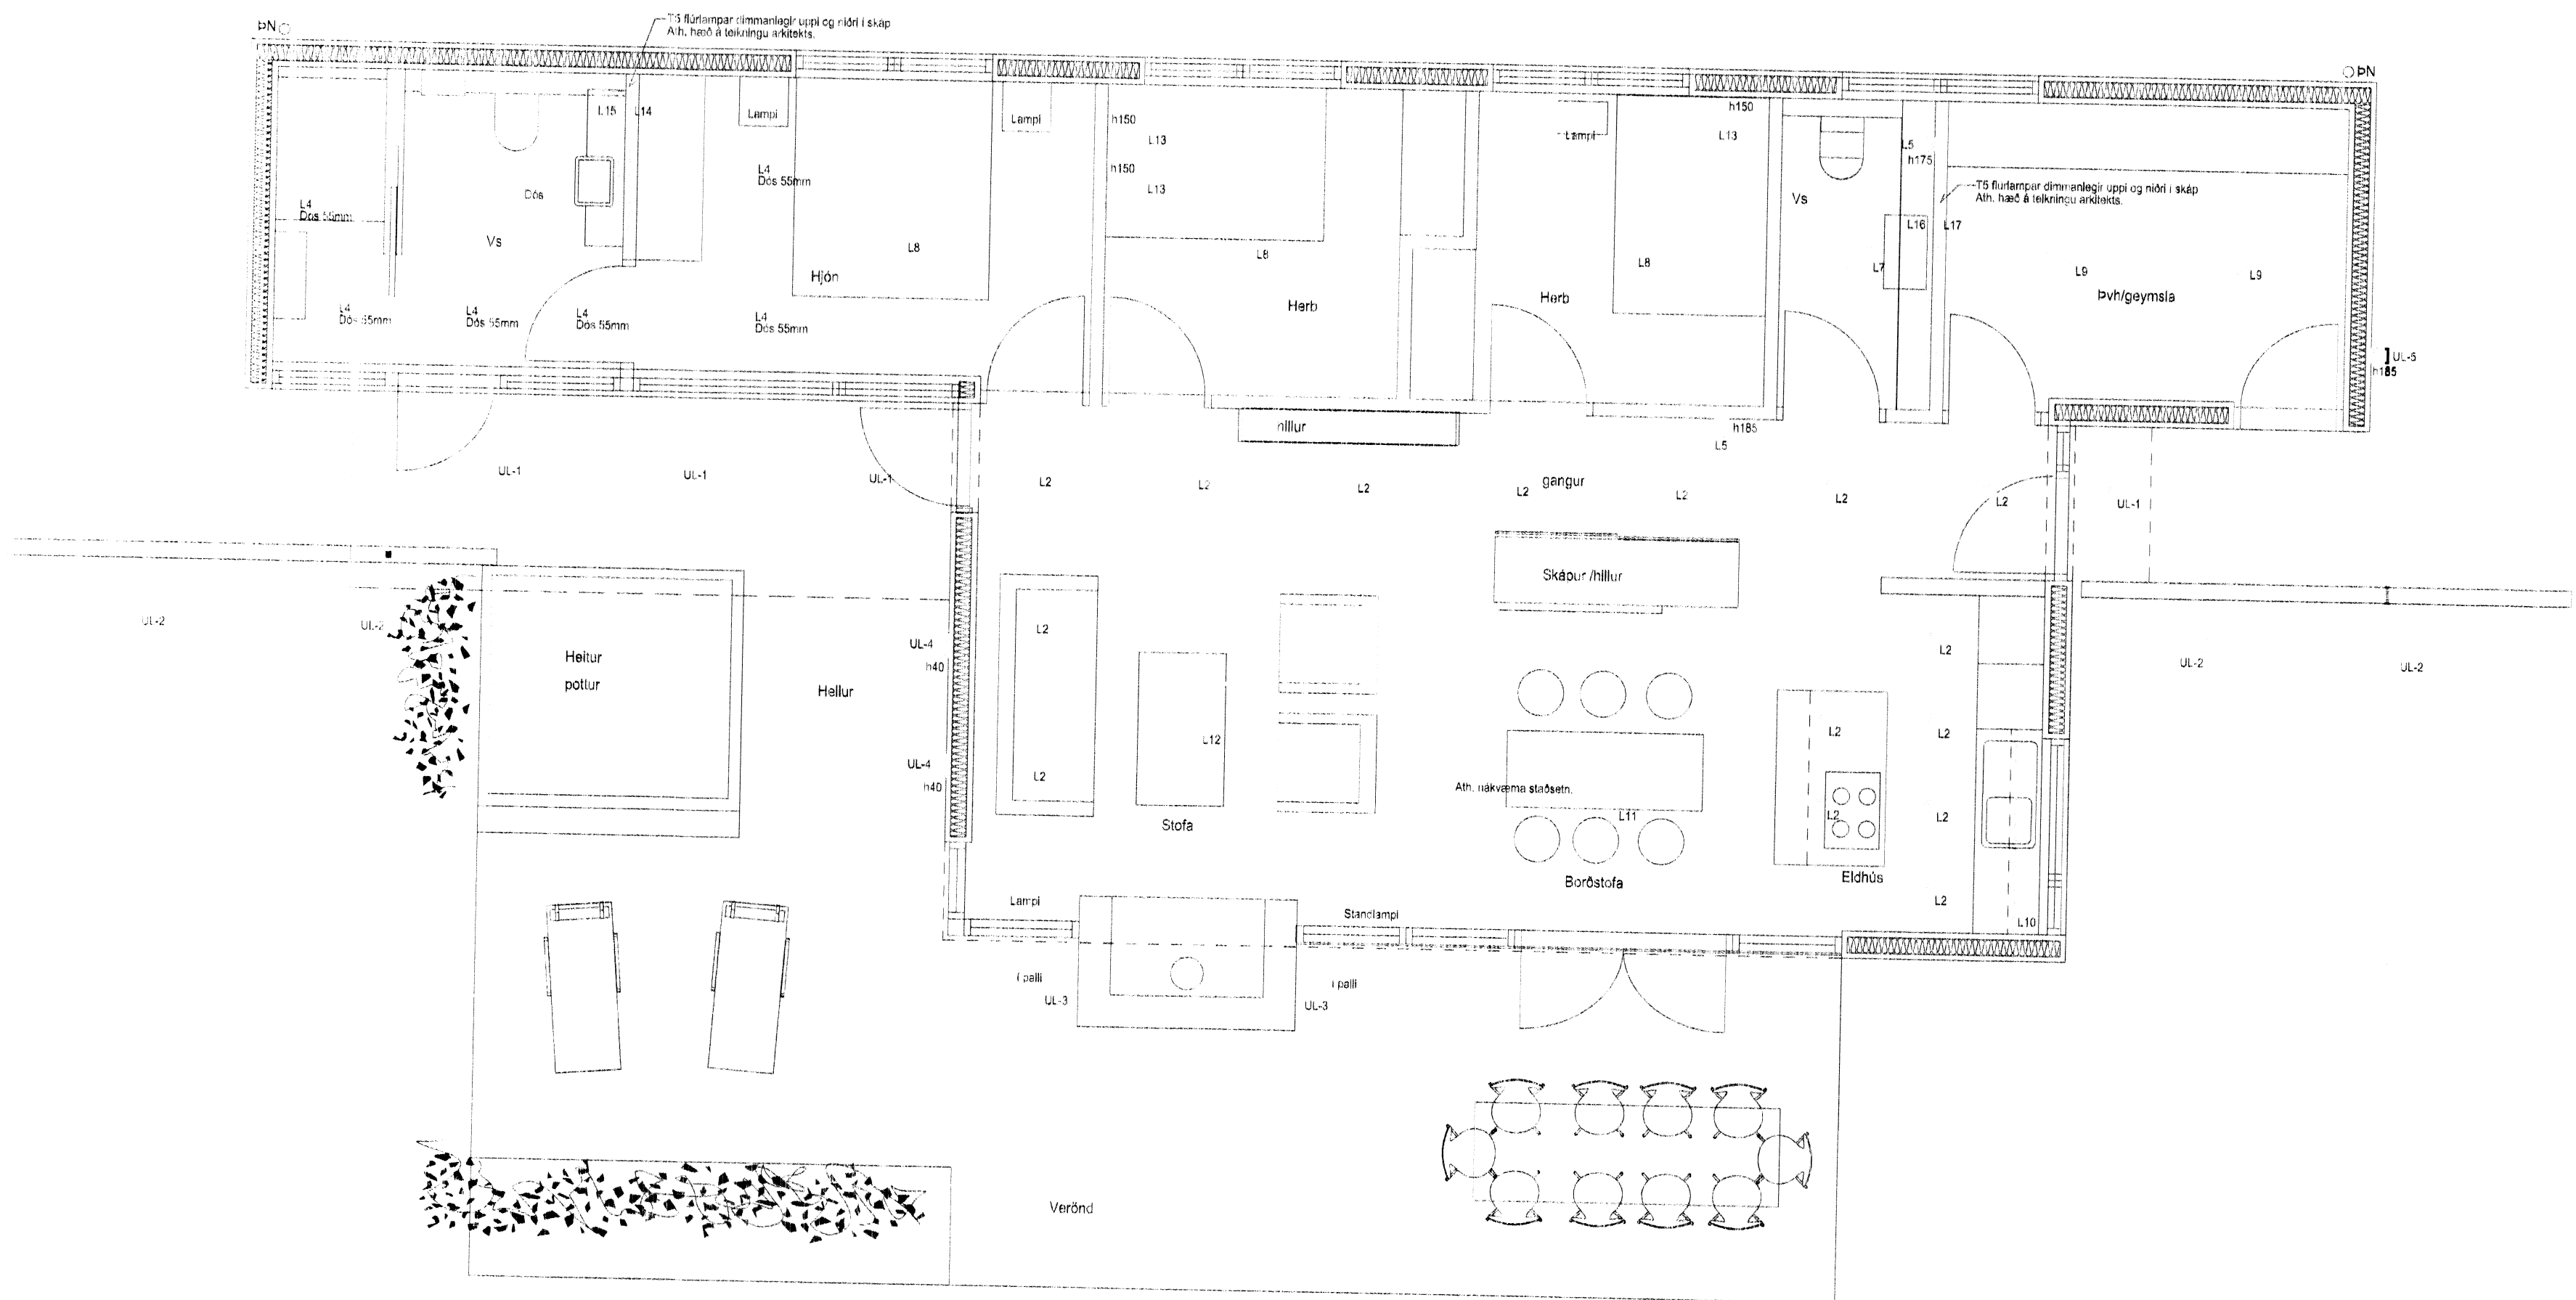 ÞN
T5 flúrlampar dimmanlegir uppi og niðri í skáp
Ath. hæð á teikningu arkitekts.
ÞN
L15
L14
Lampi
Lampi
h150
L13
h150
L13
Lampi
h150
L13
L5
h175
T5 flúrlampar dimmanlegir uppi og niðri í skáp
Ath. hæð á teikningu arkitekts.
L4
Dós 55mm
L4
Dós 55mm
Dós
Vs
Vs
L16
L17
L8
Hjón
L8
Herb
L8
Herb
L7
L9
L9
Þvh/geymsla
L4
Dós 55mm
L4
Dós 55mm
L4
Dós 55mm
L4
Dós 55mm
UL-5
h185
hillur
h185
L5
UL-1
UL-1
UL-1
L2
L2
L2
L2
gangur
L2
L2
L2
UL-1
Skápur /hillur
UL-2
UL-2
Heitur
pottur
Hellur
UL-4
h40
L2
L2
UL-2
UL-2
UL-4
h40
L2
L12
Ath. nákvæma staðsetn.
L11
L2
L2
L2
L2
Stofa
Borðstofa
Eldhús
L2
L10
Lampi
Standlampi
í palli
UL-3
í palli
UL-3
Verönd